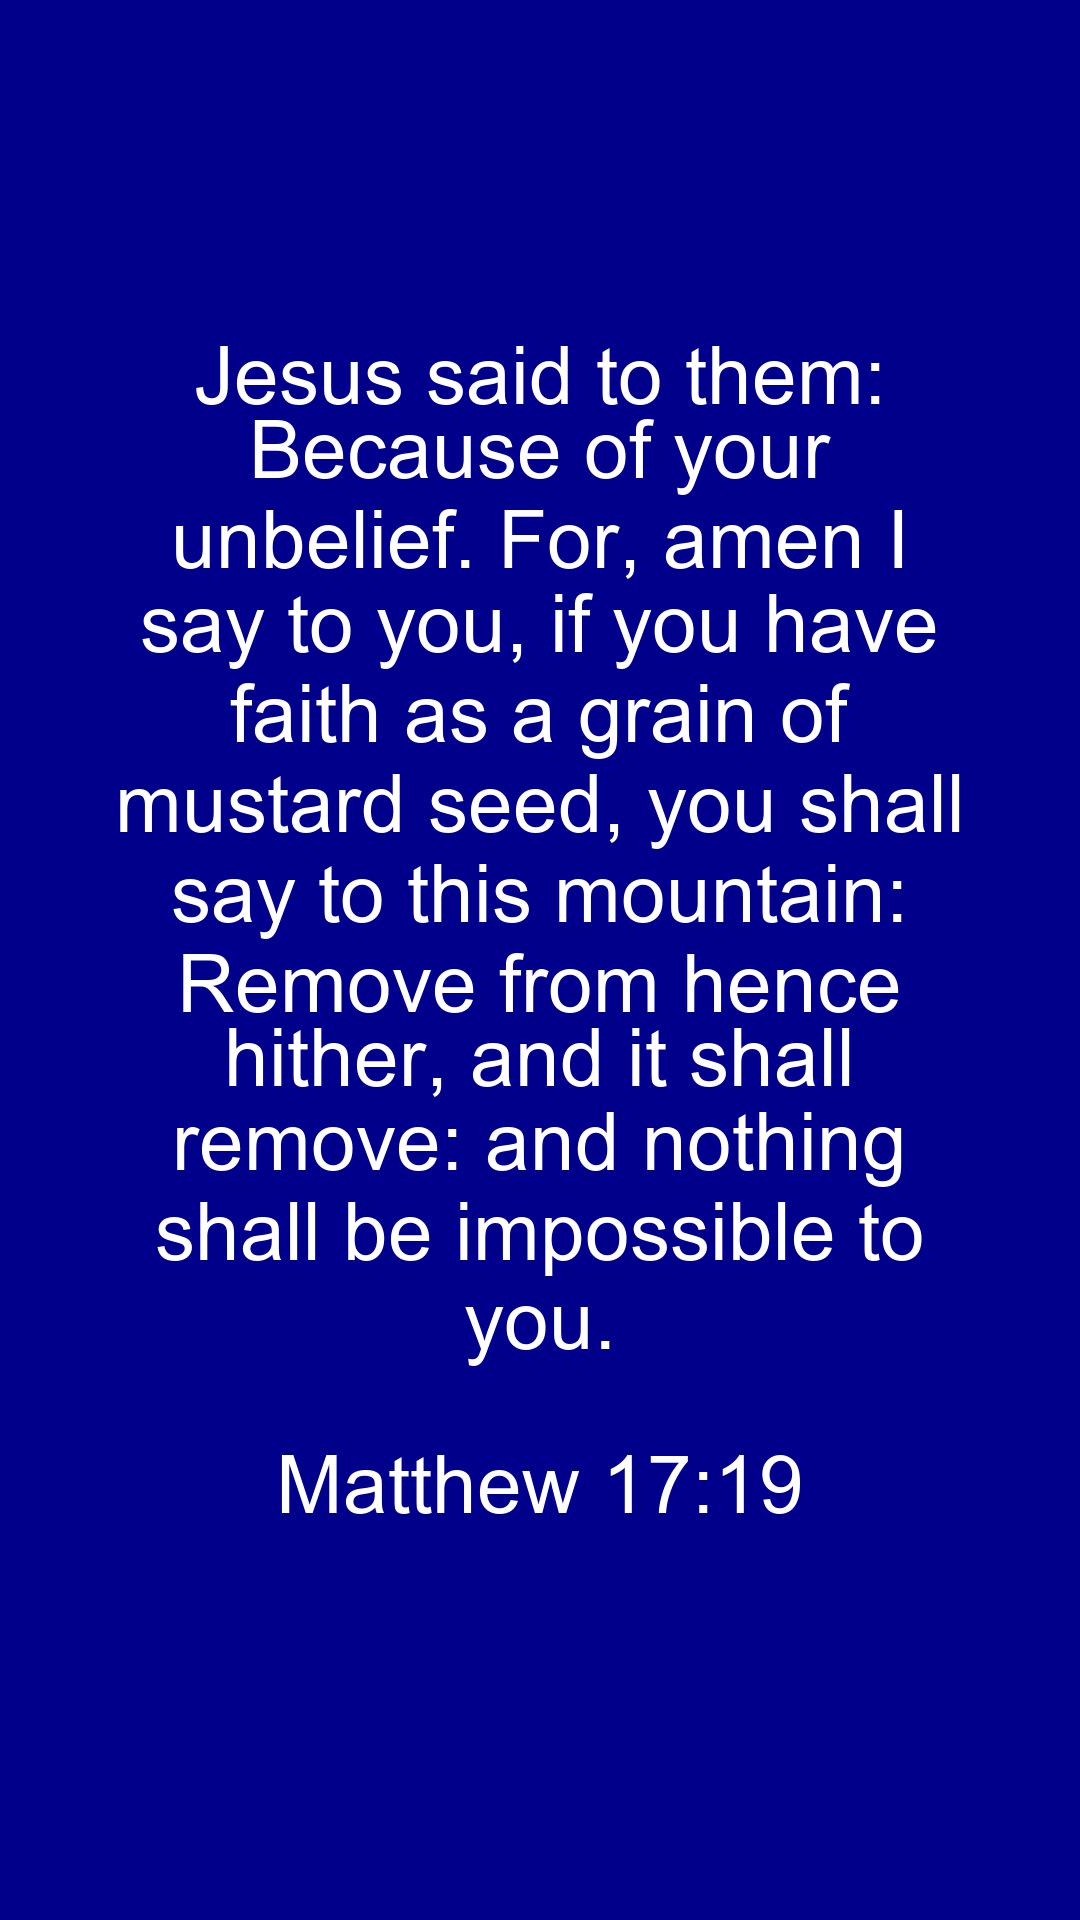 Jesus said to them:
Because of your
unbelief. For, amen I
say to you, if you have
faith as a grain of
mustard seed, you shall
say to this mountain:
Remove from hence
hither, and it shall
remove: and nothing
shall be impossible to
you.
Matthew 17:19